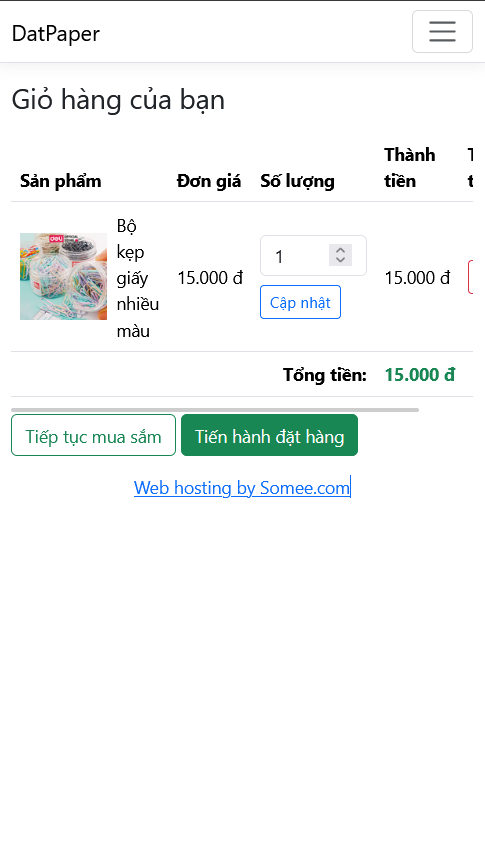 DatPaper
Giỏ hàng của bạn
Sản phẩm Đơn giá Số lượng Thành tiền
deli
Bộ kẹp giấy nhiều màu
15.000 đ
1
Cập nhật
15.000 đ
Tổng tiền: 15.000 đ
Tiếp tục mua sắm Tiến hành đặt hàng
Web hosting by Somee.com